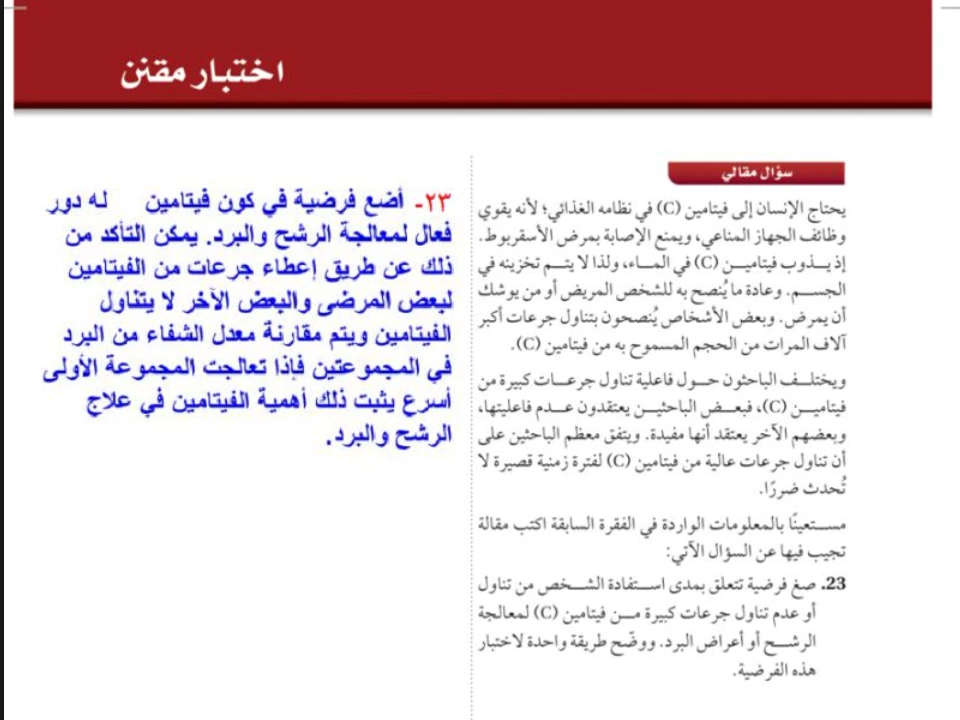 اختبار مقنن
سؤال مقالي
يحتاج الإنسان إلى فيتامين (C) في نظامه الغذائي؛ لأنه يقوي
وظائف الجهاز المناعي، ويمنع الإصابة بمرض الأسقربوط.
إذ يذوب فيتامين (C) في الماء، ولذا لا يتم تخزينه في
الجسم. وعادة ما يُنصح به للشخص المريض أو من يوشك
أن يمرض. وبعض الأشخاص يُنصحون بتناول جرعات أكبر
آلاف المرات من الحجم المسموح به من فيتامين (C).
ويختلف الباحثون حول فاعلية تناول جرعات كبيرة من
فيتامين (C)، فبعض الباحثين يعتقدون عدم فاعليتها،
وبعضهم الآخر يعتقد أنها مفيدة. ويتفق معظم الباحثين على
أن تناول جرعات عالية من فيتامين (C) لفترة زمنية قصيرة لا
تُحدث ضررًا.
مستعينًا بالمعلومات الواردة في الفقرة السابقة اكتب مقالة
تجيب فيها عن السؤال الآتي:
23. صغ فرضية تتعلق بمدى استفادة الشخص من تناول
أو عدم تناول جرعات كبيرة من فيتامين (C) لمعالجة
الرشح أو أعراض البرد. ووضّح طريقة واحدة لاختبار
هذه الفرضية.
٢٣- أضع فرضية في كون فيتامين له دور
فعال لمعالجة الرشح والبرد. يمكن التأكد من
ذلك عن طريق إعطاء جرعات من الفيتامين
لبعض المرضى والبعض الآخر لا يتناول
الفيتامين ويتم مقارنة معدل الشفاء من البرد
في المجموعتين فإذا تعالجت المجموعة الأولى
أسرع يثبت ذلك أهمية الفيتامين في علاج
الرشح والبرد.